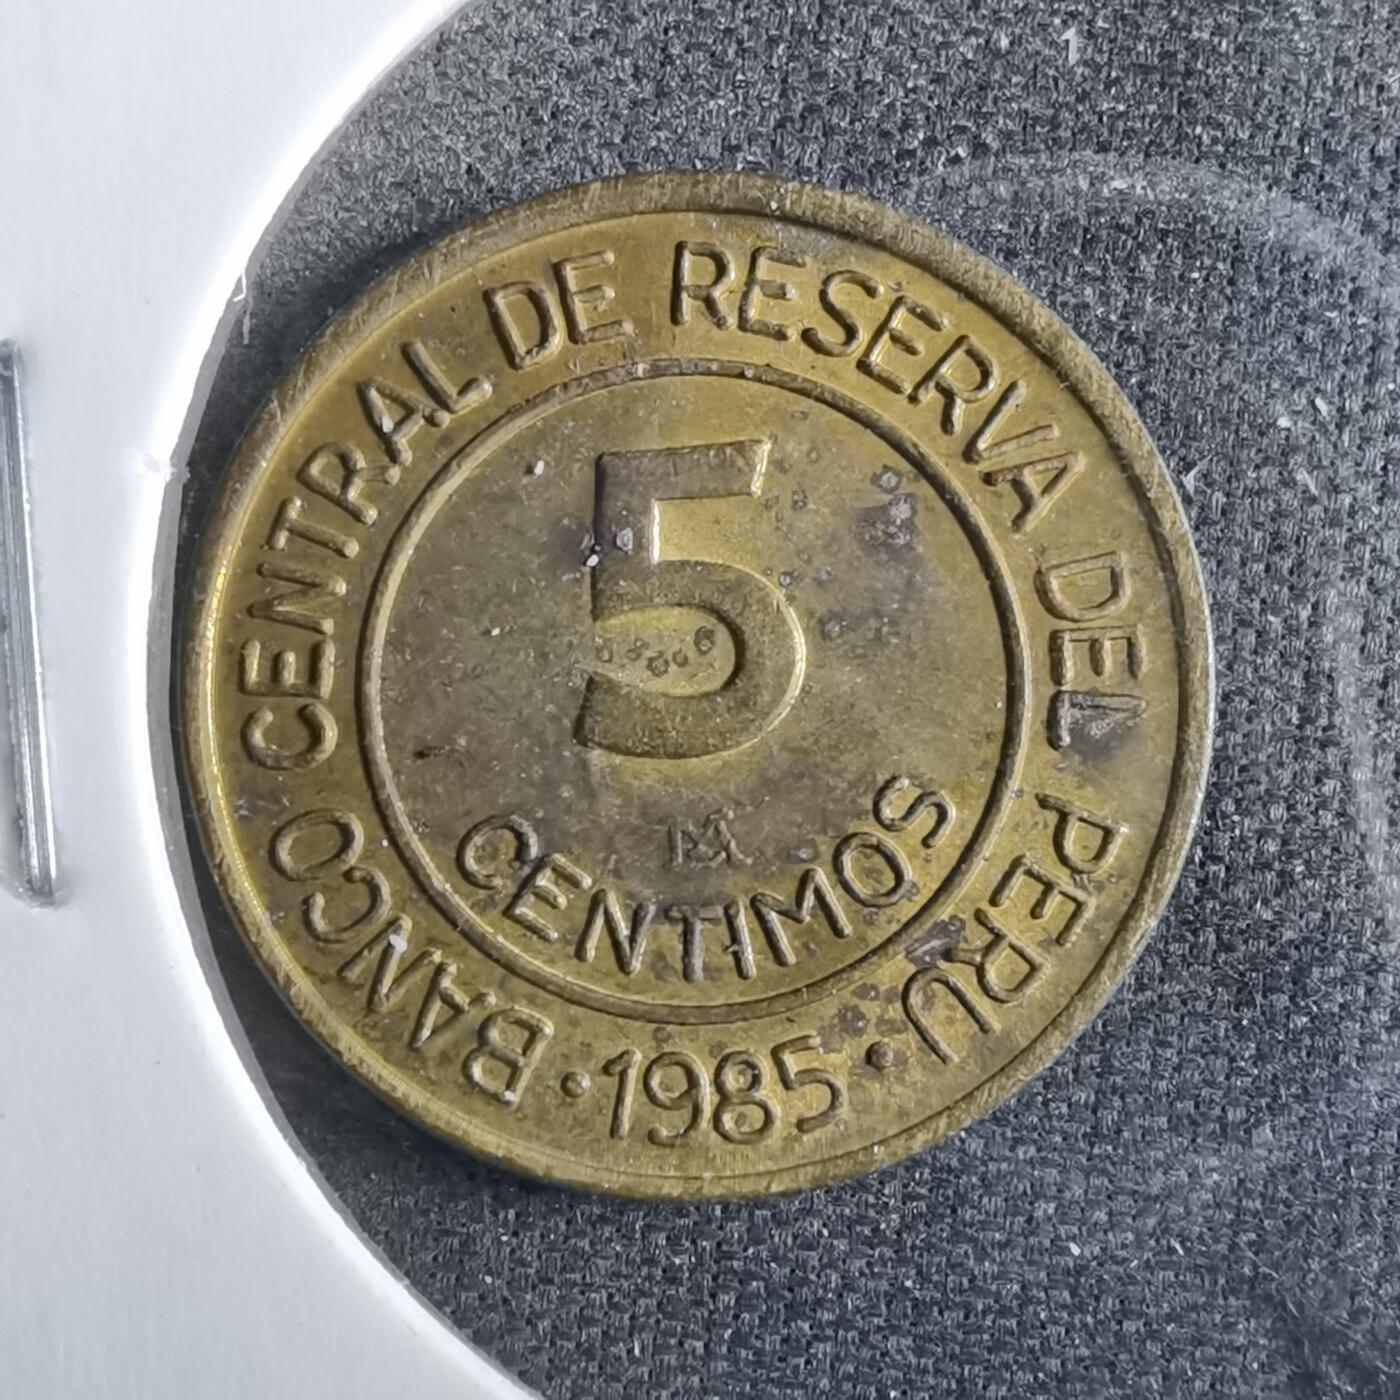 BANCO CENTRAL DE RESERVA DEL PERU
5
CENTIMOS
· 1985 ·